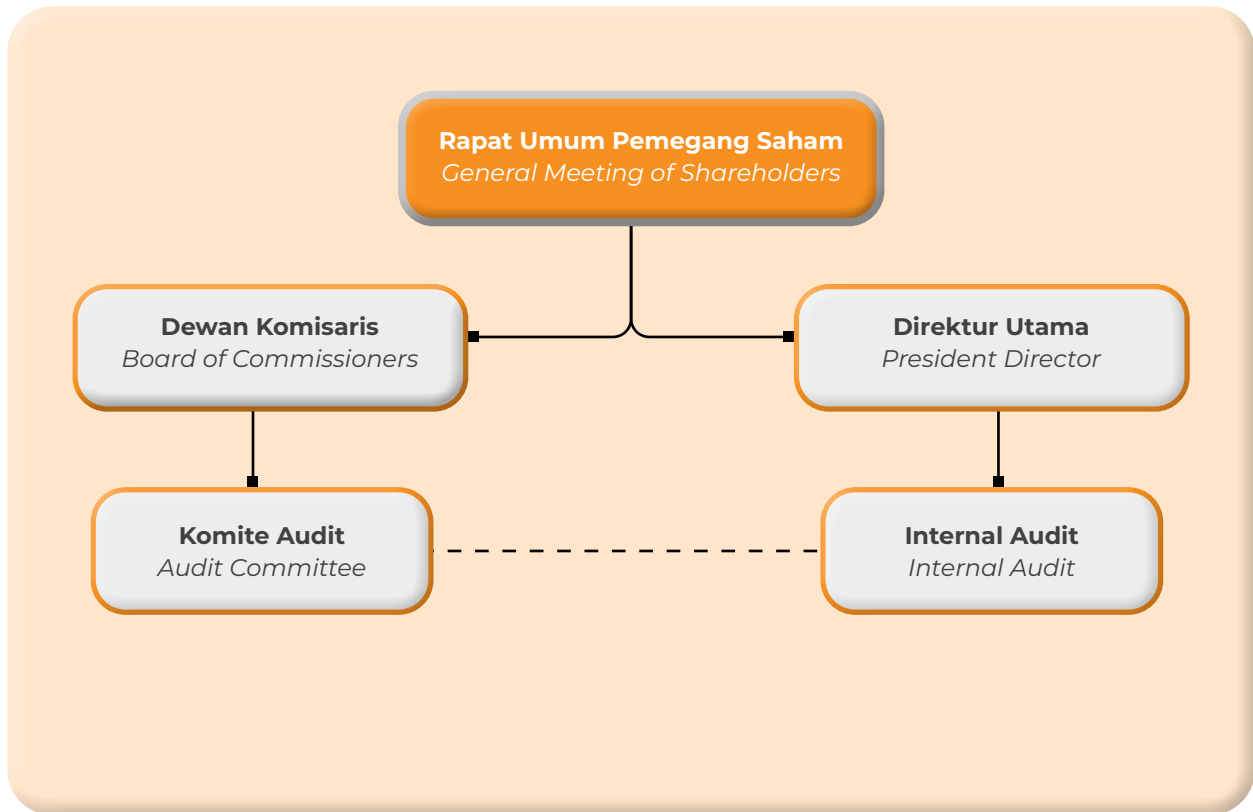 Rapat Umum Pemegang Saham
General Meeting of Shareholders
Dewan Komisaris
Board of Commissioners
Direktur Utama
President Director
Komite Audit
Audit Committee
Internal Audit
Internal Audit